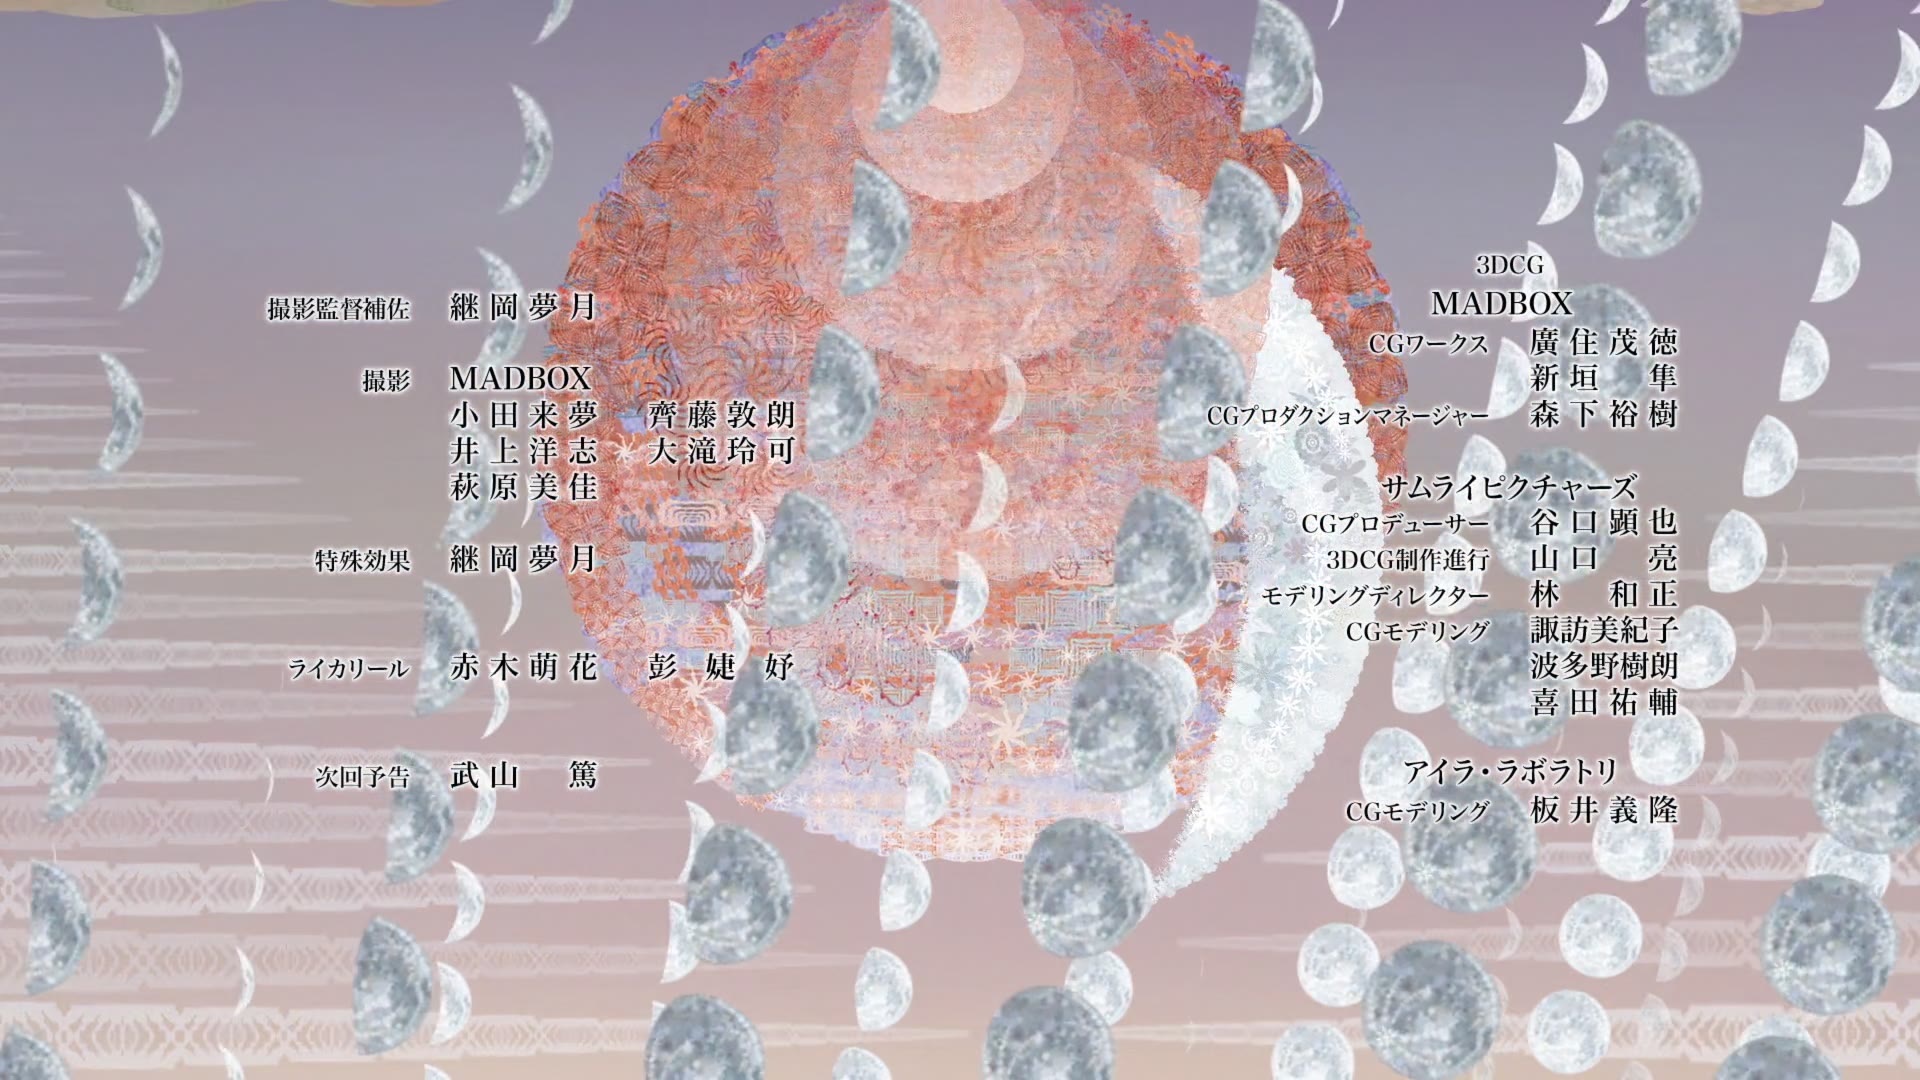 撮影監督補佐 継岡夢月
撮影 MADBOX
小田来夢 齊藤敦朗
井上洋志 大滝玲可
萩原美佳
特殊効果 継岡夢月
ライカリール 赤木萌花 彭婕妤
次回予告 武山篤
3DCG
MADBOX
CGワークス 廣住茂徳
新垣隼
CGプロダクションマネージャー 森下裕樹
サムライピクチャーズ
CGプロデューサー 谷口顕也
3DCG制作進行 山口亮
モデリングディレクター 林和正
CGモデリング 諏訪美紀子
波多野樹朗
喜田祐輔
アイラ・ラボラトリ
CGモデリング 板井義隆